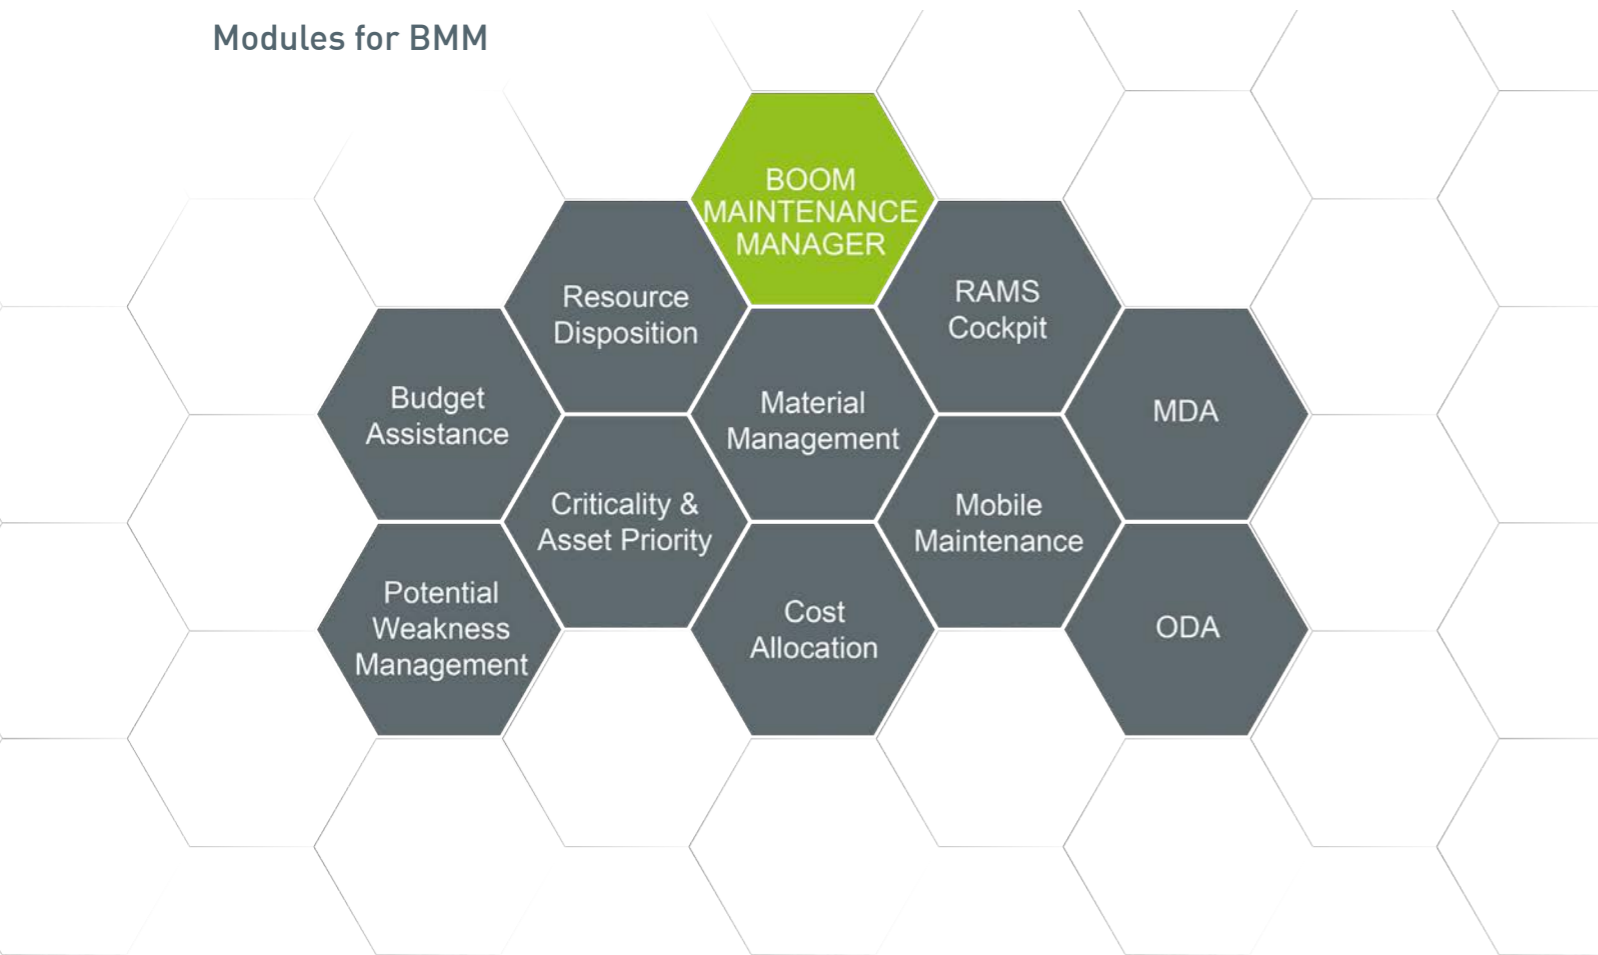 Modules for BMM
BOOM
MAINTENANCE
MANAGER
Resource
Disposition
RAMS
Cockpit
Budget
Assistance
Material
Management
MDA
Criticality &
Asset Priority
Mobile
Maintenance
Potential
Weakness
Management
Cost
Allocation
ODA